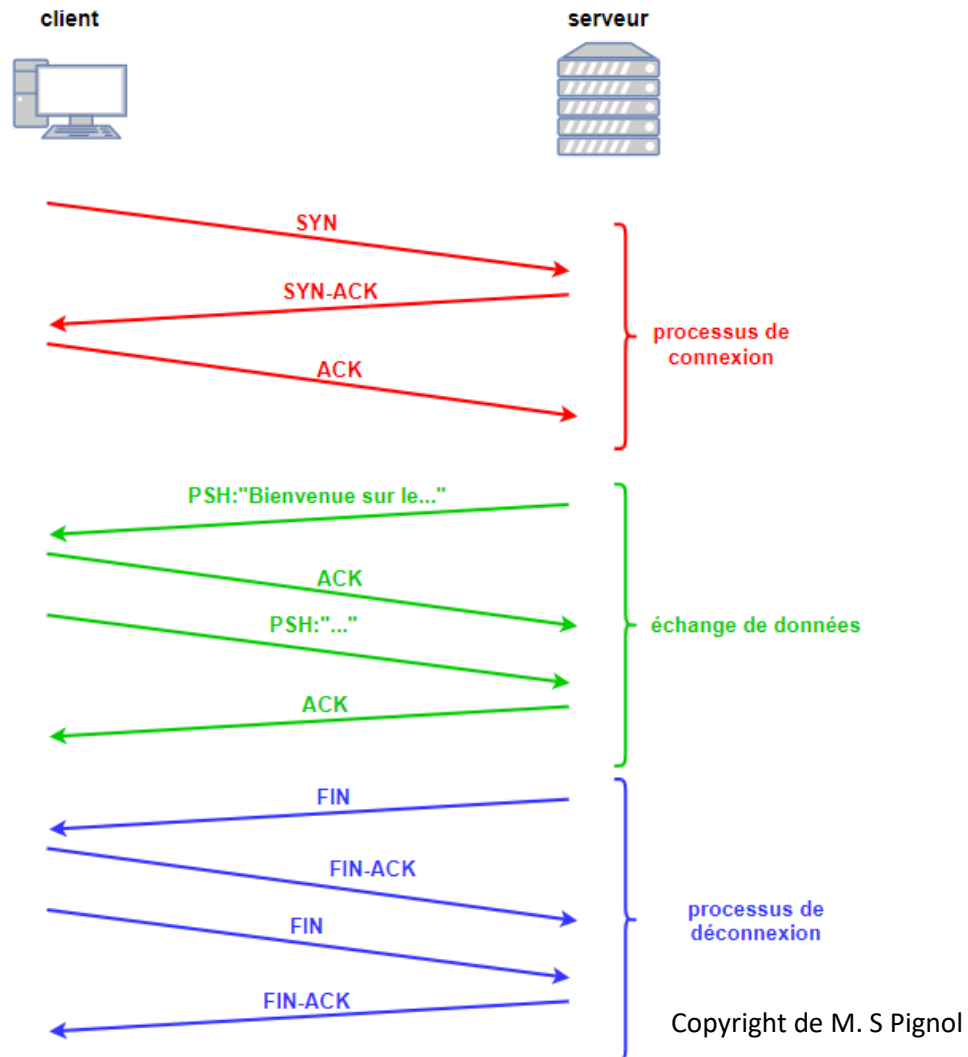 client
serveur
SYN
SYN-ACK
ACK
processus de
connexion
PSH:"Bienvenue sur le..."
ACK
PSH:"..."
ACK
échange de données
FIN
FIN-ACK
FIN
FIN-ACK
processus de
déconnexion
Copyright de M. S Pignol